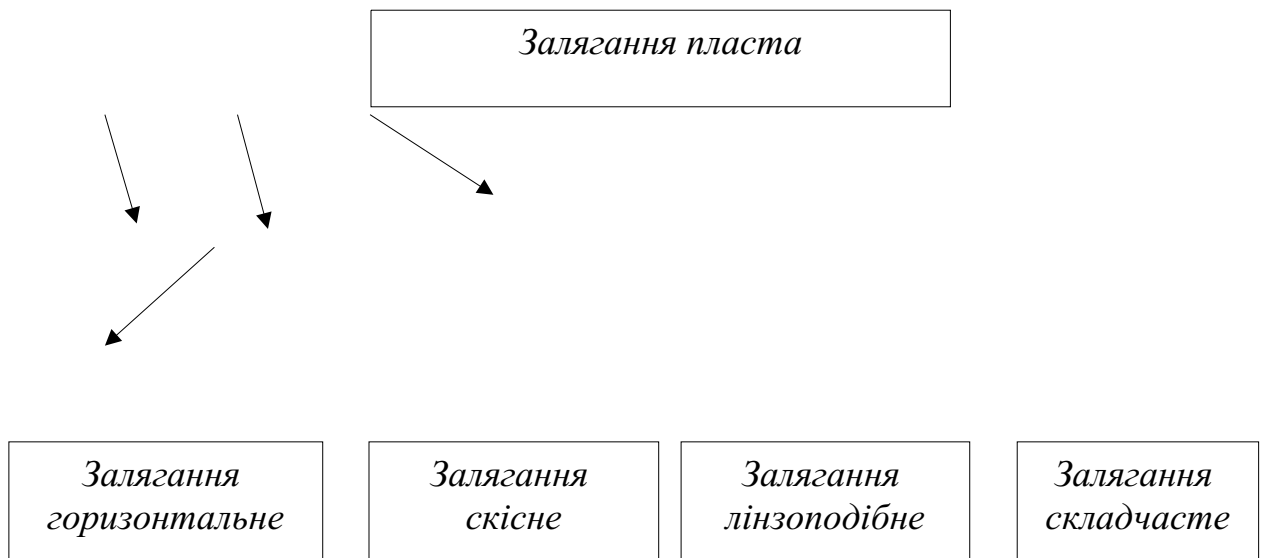 Залягання пласта
Залягання
горизонтальне
Залягання
скісне
Залягання
лінзоподібне
Залягання
складчасте